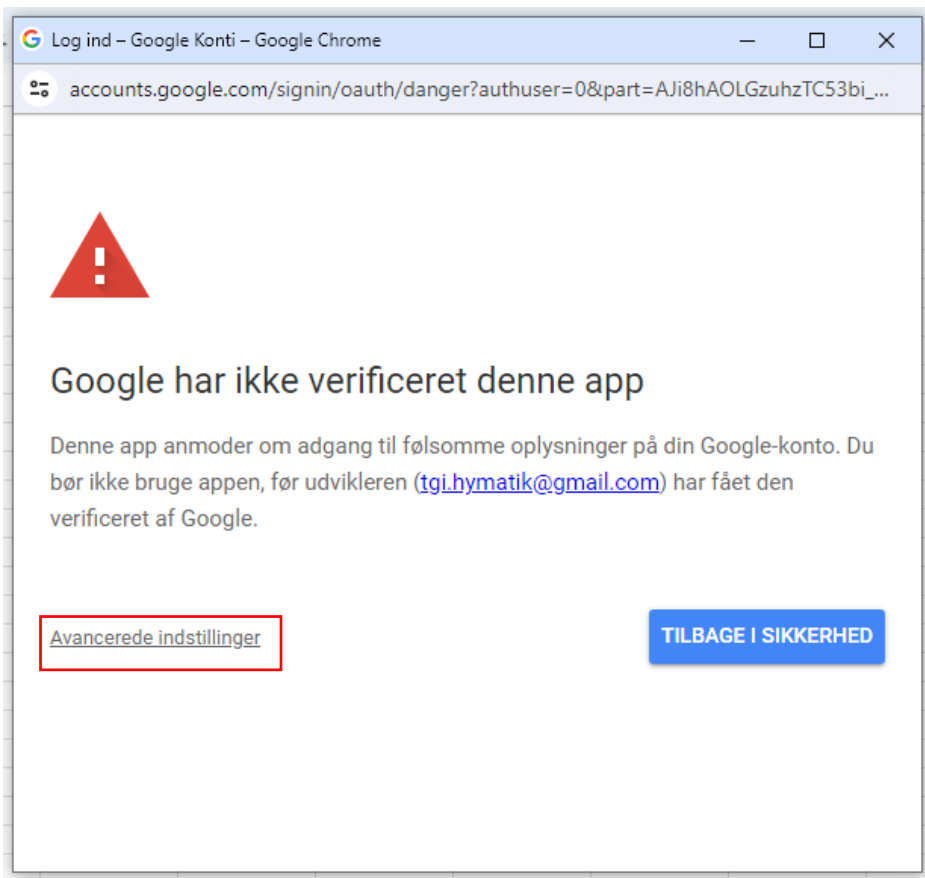 Log ind – Google Konti – Google Chrome
accounts.google.com/signin/oauth/danger?authuser=0&part=AJi8hAOLGzuhzTC53bi_...
Google har ikke verificeret denne app
Denne app anmoder om adgang til følsomme oplysninger på din Google-konto. Du
bør ikke bruge appen, før udvikleren (tgi.hymatik@gmail.com) har fået den
verificeret af Google.
Avancerede indstillinger
TILBAGE I SIKKERHED